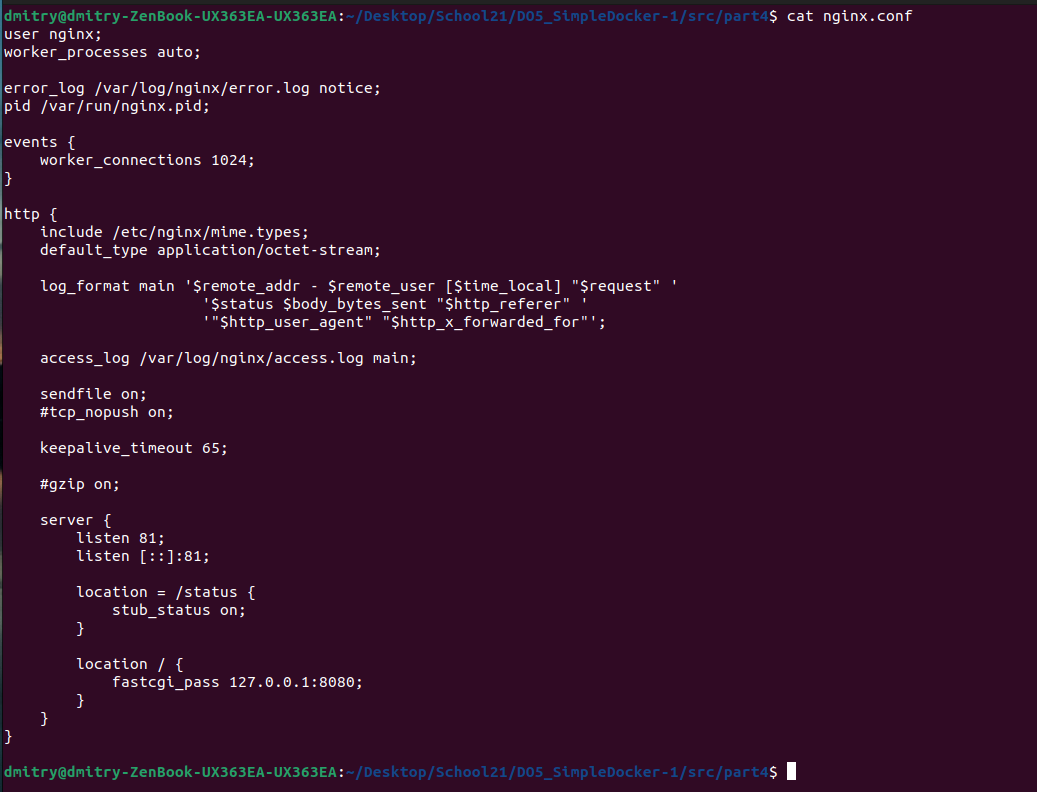 dmitry@dmitry-ZenBook-UX363EA-UX363EA:~/Desktop/School21/DO5_SimpleDocker-1/src/part4$ cat nginx.conf
user nginx;
worker_processes auto;

error_log /var/log/nginx/error.log notice;
pid /var/run/nginx.pid;

events {
    worker_connections 1024;
}

http {
    include /etc/nginx/mime.types;
    default_type application/octet-stream;

    log_format main '$remote_addr - $remote_user [$time_local] "$request" '
                      '$status $body_bytes_sent "$http_referer" '
                      '"$http_user_agent" "$http_x_forwarded_for"';

    access_log /var/log/nginx/access.log main;

    sendfile on;
    #tcp_nopush on;

    keepalive_timeout 65;

    #gzip on;

    server {
        listen 81;
        listen [::]:81;

        location = /status {
            stub_status on;
        }

        location / {
            fastcgi_pass 127.0.0.1:8080;
        }
    }
}

dmitry@dmitry-ZenBook-UX363EA-UX363EA:~/Desktop/School21/DO5_SimpleDocker-1/src/part4$